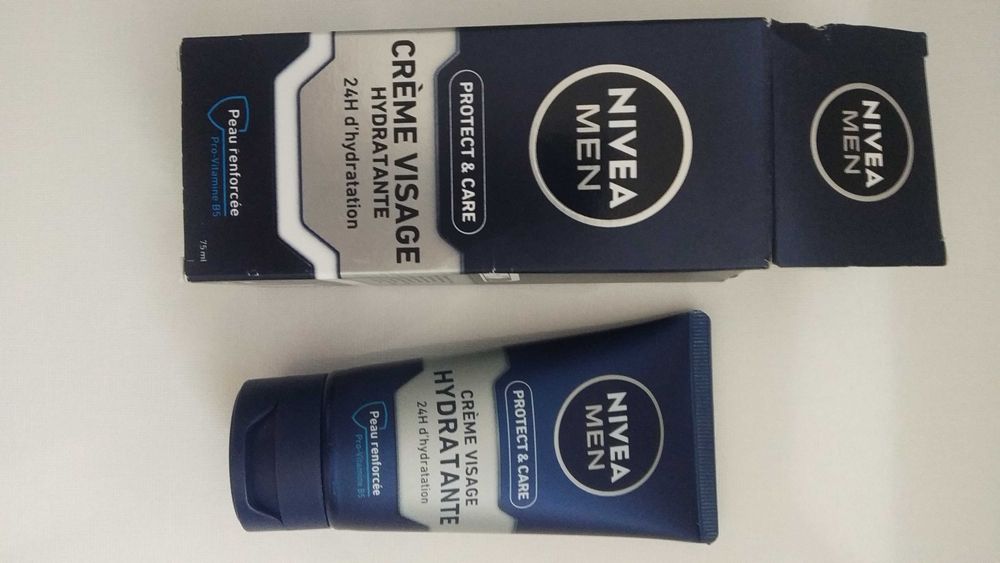 NIVEA
MEN
NIVEA
MEN
PROTECT & CARE
CRÈME VISAGE
HYDRATANTE
24H d'hydratation
Peau renforcée
Pro-Vitamine B5
75 ml
NIVEA
MEN
PROTECT & CARE
CRÈME VISAGE
HYDRATANTE
24H d'hydratation
Peau renforcée
Pro-Vitamine B5